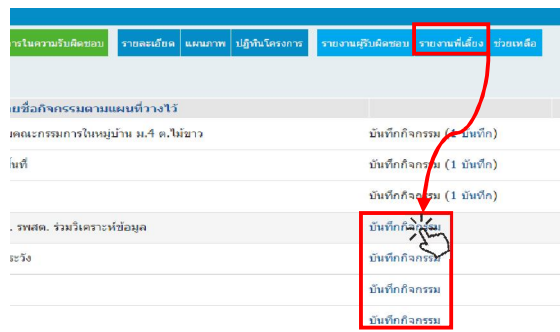 ารในความรับผิดชอบ รายละเอียด แผนภาพ ปฏิทินโครงการ รายงานผู้รับผิดชอบ รายงานพี่เลี้ยง ช่วยเหลือ
ยชื่อกิจกรรมตามแผนที่วางไว้
คณะกรรมการในหมู่บ้าน ม.4 ต.ไม้ขาว บันทึกกิจกรรม (1 บันทึก)
นที่ บันทึกกิจกรรม (1 บันทึก)
บันทึกกิจกรรม (1 บันทึก)
. รพสต. ร่วมวิเคราะห์ข้อมูล บันทึกกิจกรรม
ระวัง บันทึกกิจกรรม
บันทึกกิจกรรม
บันทึกกิจกรรม